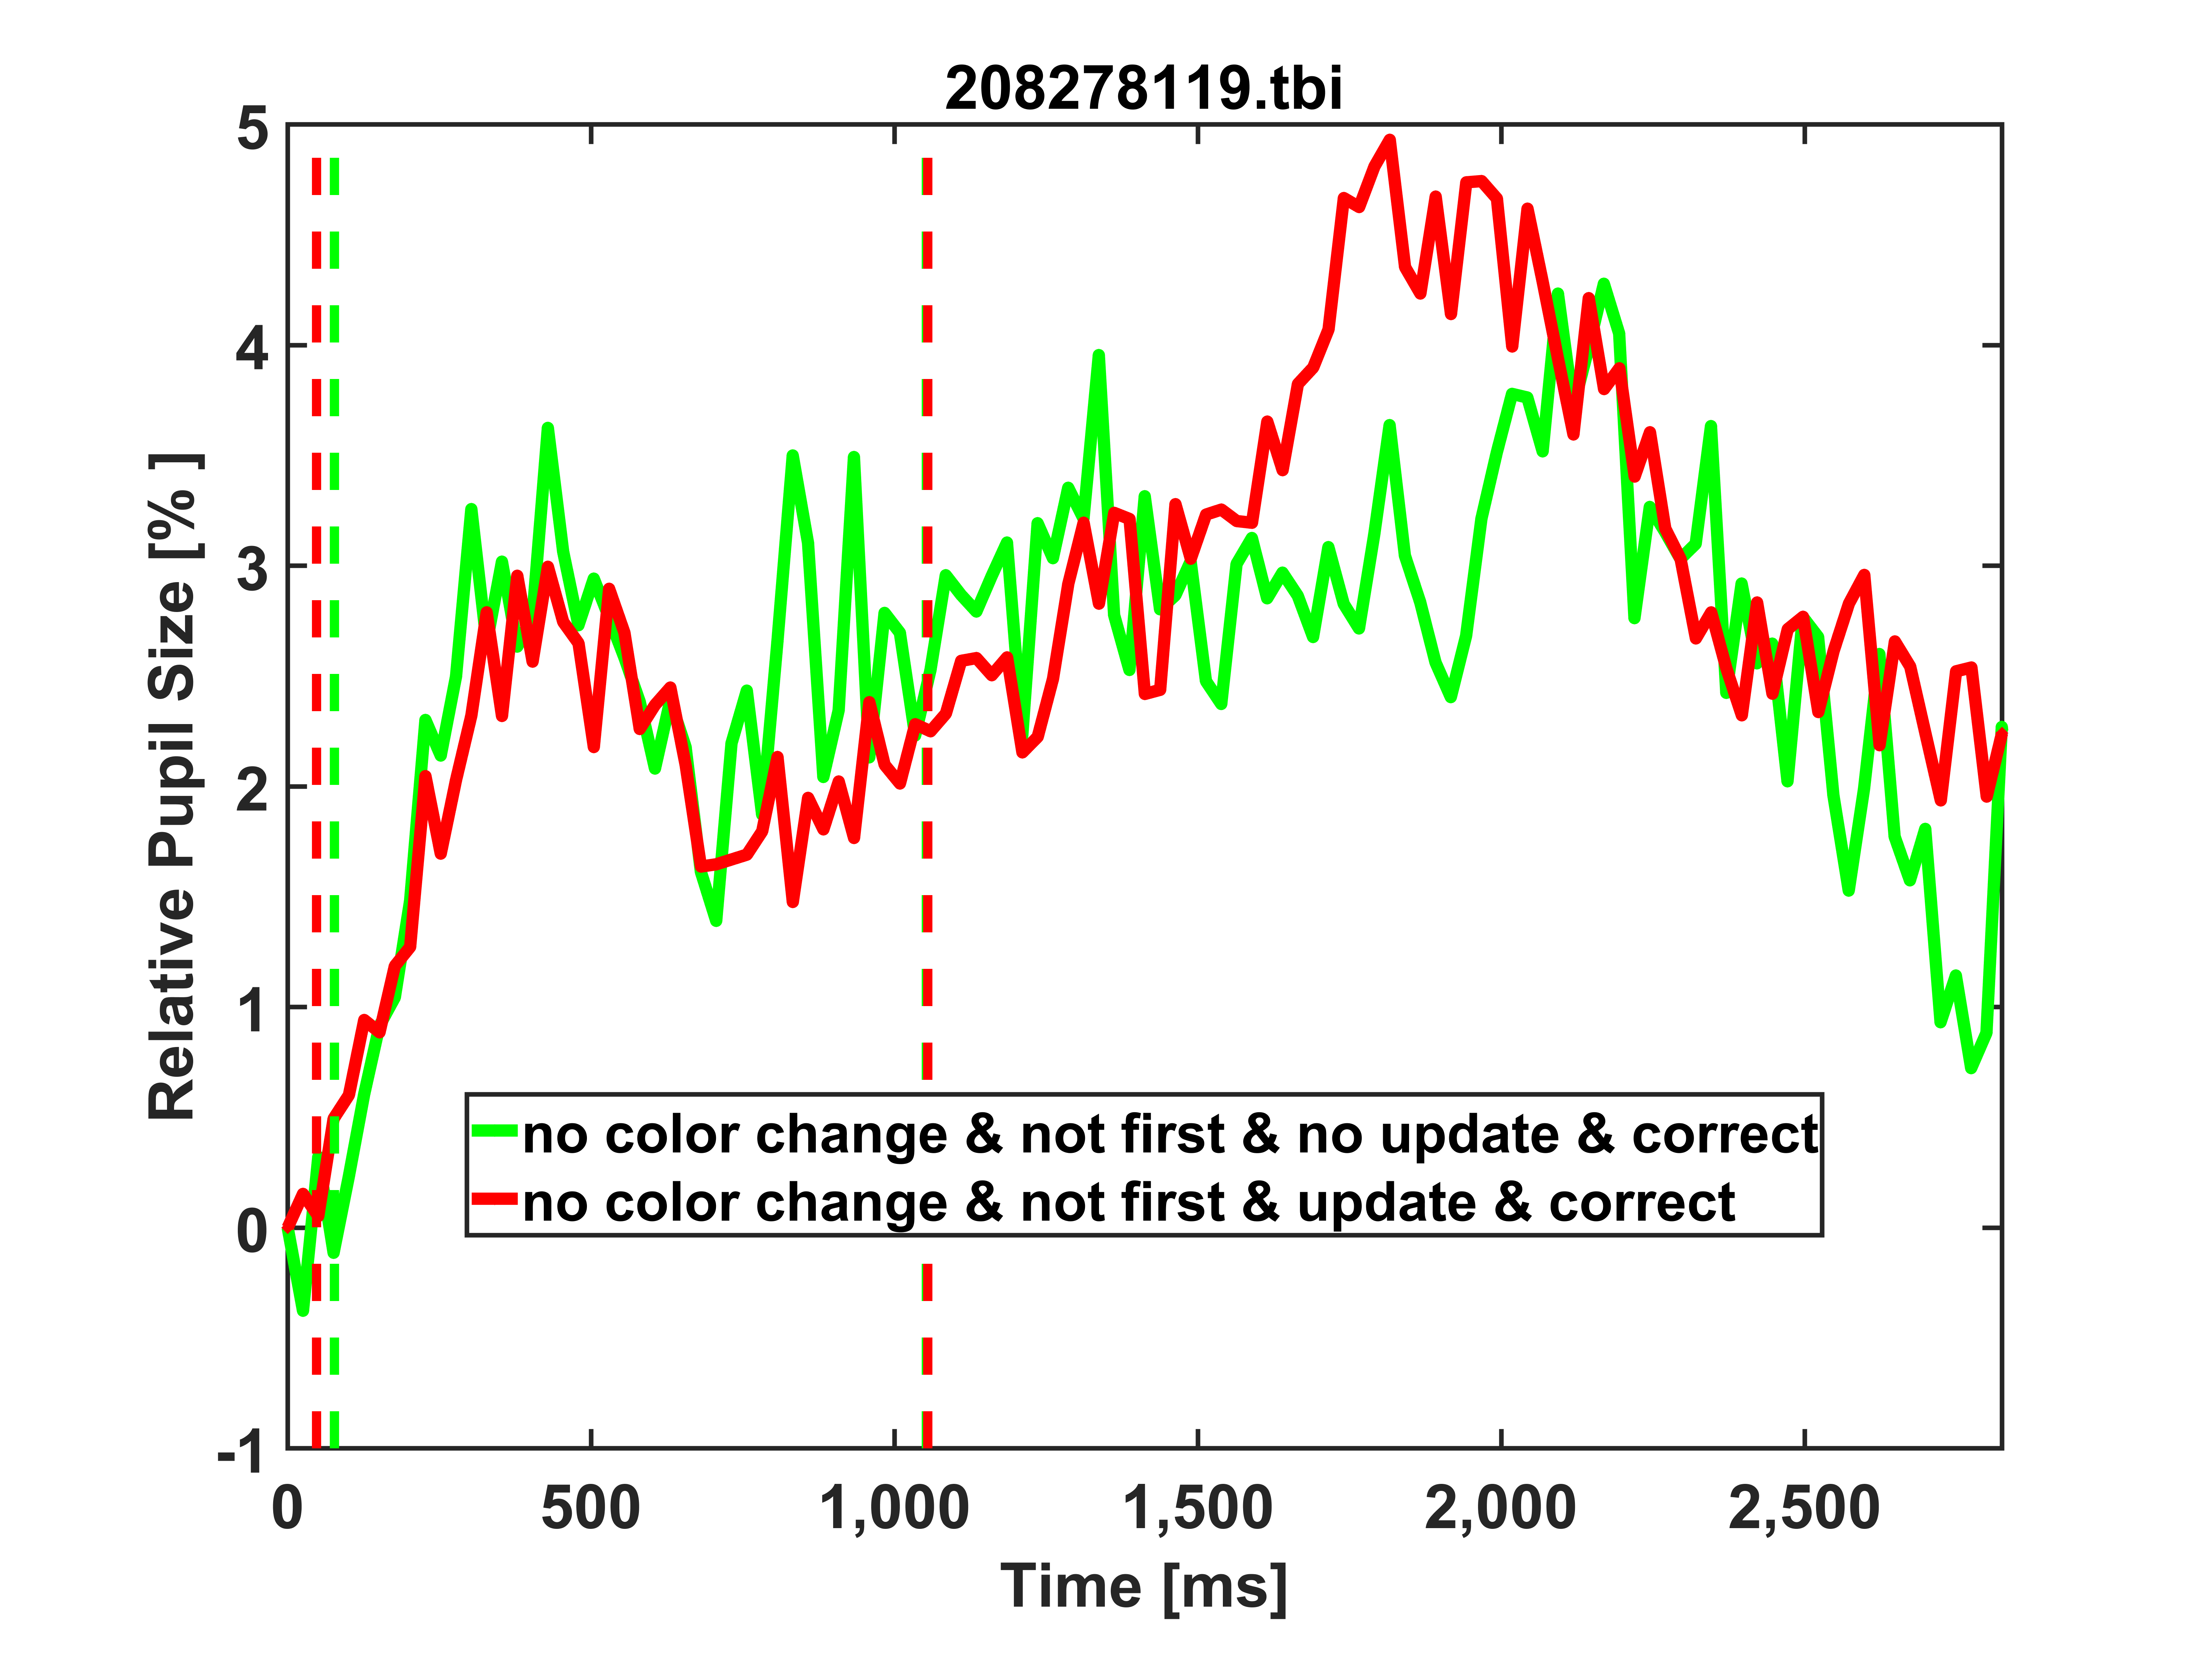 208278119.tbi
5
4
3
2
1
0
-1
Relative Pupil Size [% ]
no color change & not first & no update & correct
no color change & not first & update & correct
0 500 1,000 1,500 2,000 2,500
Time [ms]